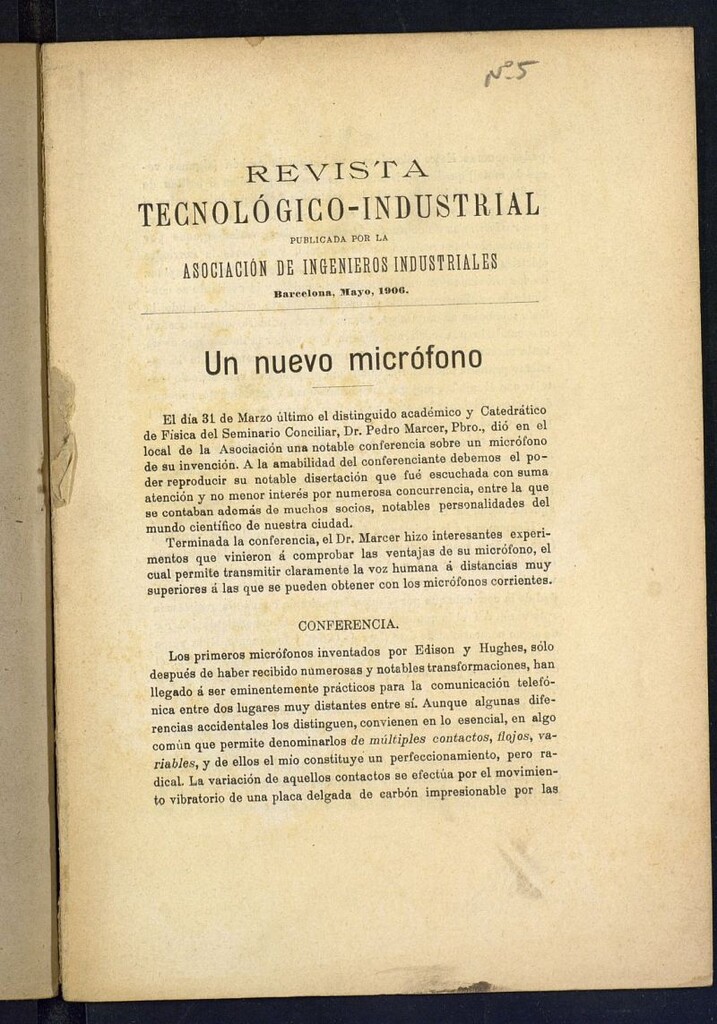 Nº 5
REVISTA
TECNOLÓGICO-INDUSTRIAL
PUBLICADA POR LA
ASOCIACIÓN DE INGENIEROS INDUSTRIALES
Barcelona, Mayo, 1906.
Un nuevo micrófono
El día 31 de Marzo último el distinguido académico y Catedrático
de Física del Seminario Conciliar, Dr. Pedro Marcer, Pbro., dió en el
local de la Asociación una notable conferencia sobre un micrófono
de su invención. A la amabilidad del conferenciante debemos el po-
der reproducir su notable disertación que fué escuchada con suma
atención y no menor interés por numerosa concurrencia, entre la que
se contaban además de muchos socios, notables personalidades del
mundo científico de nuestra ciudad.
Terminada la conferencia, el Dr. Marcer hizo interesantes experi-
mentos que vinieron á comprobar las ventajas de su micrófono, el
cual permite transmitir claramente la voz humana á distancias muy
superiores á las que se pueden obtener con los micrófonos corrientes.
CONFERENCIA.
Los primeros micrófonos inventados por Edison y Hughes, sólo
después de haber recibido numerosas y notables transformaciones, han
llegado á ser eminentemente prácticos para la comunicación telefó-
nica entre dos lugares muy distantes entre sí. Aunque algunas dife-
rencias accidentales los distinguen, convienen en lo esencial, en algo
común que permite denominarlos de múltiples contactos, flojos, va-
riables, y de ellos el mío constituye un perfeccionamiento, pero ra-
dical. La variación de aquellos contactos se efectúa por el movimien-
to vibratorio de una placa delgada de carbón impresionable por las